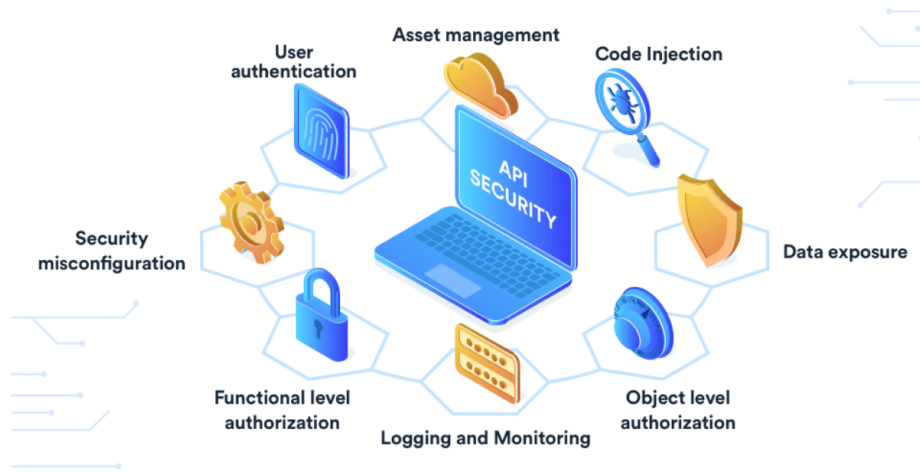 Asset management
User
authentication
Code Injection
API
SECURITY
Security
misconfiguration
Data exposure
Functional level
authorization
Object level
authorization
Logging and Monitoring